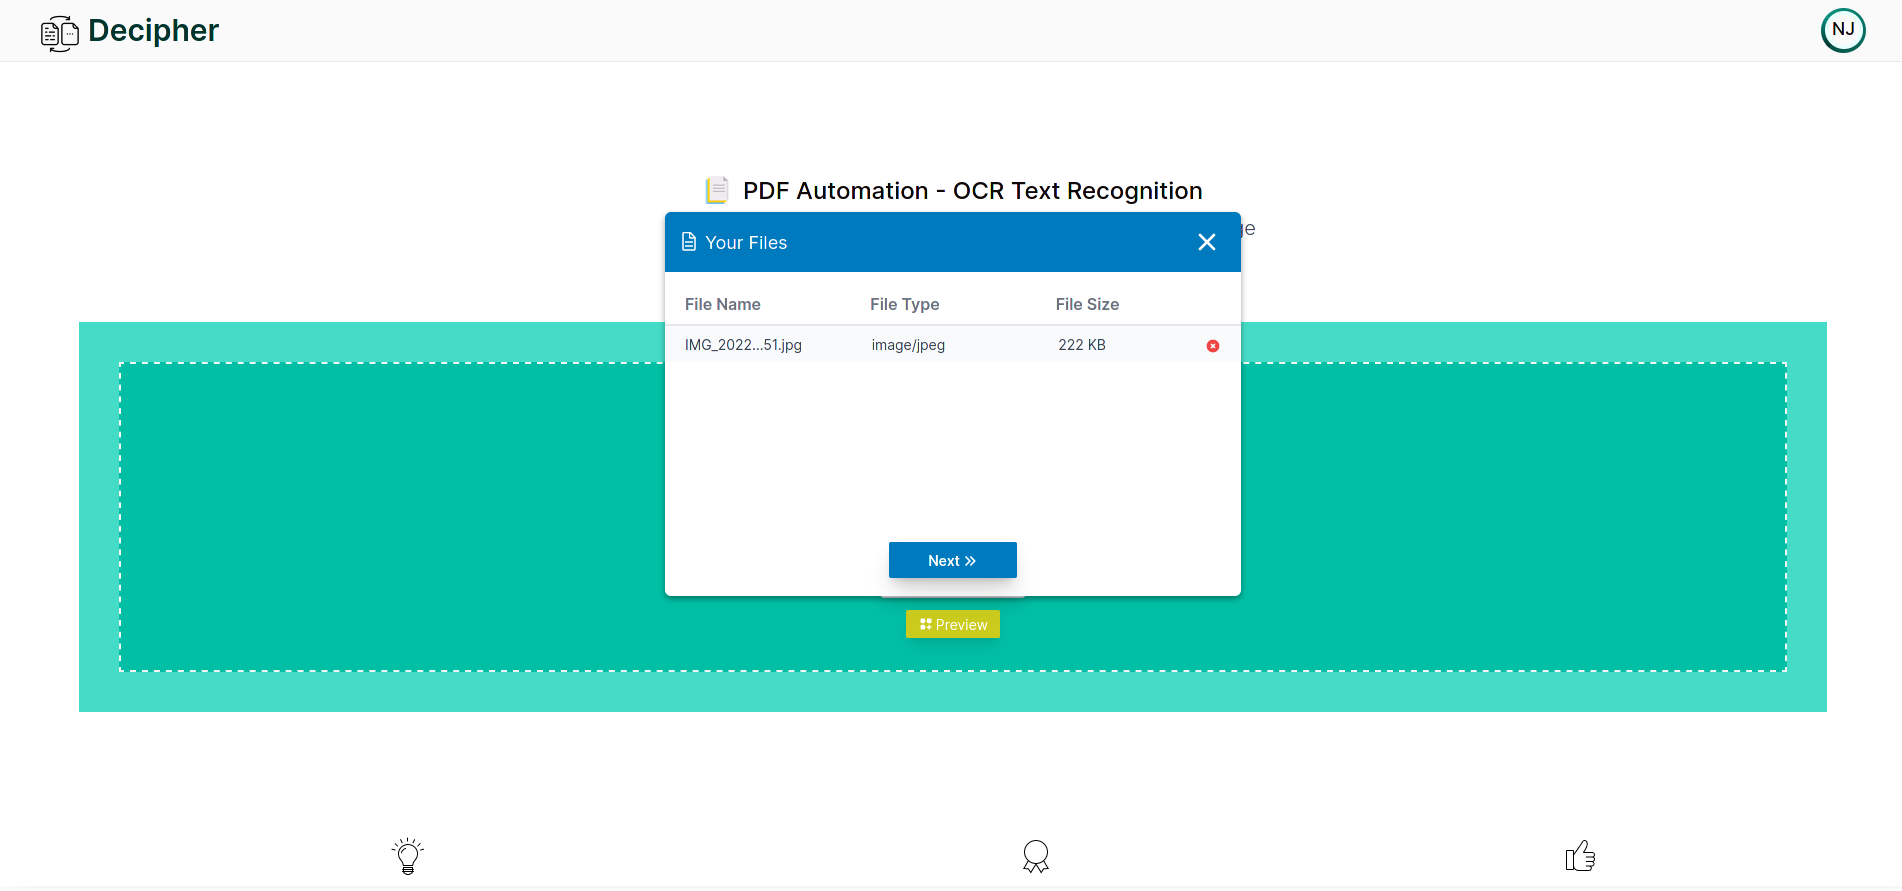 Decipher
NJ
PDF Automation - OCR Text Recognition
Your Files
File Name File Type File Size
IMG_2022...51.jpg image/jpeg 222 KB
Next
Preview